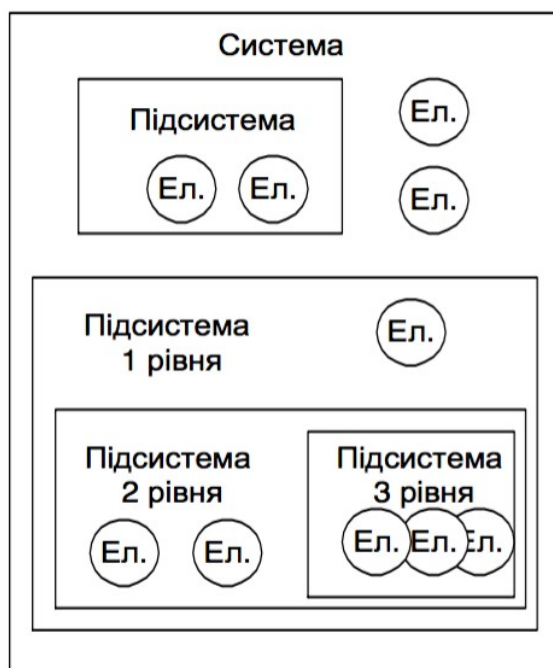 Система
Підсистема
Ел.
Ел.
Ел.
Ел.
Підсистема
1 рівня
Ел.
Підсистема
2 рівня
Ел.
Ел.
Підсистема
3 рівня
Ел.
Ел.
Ел.